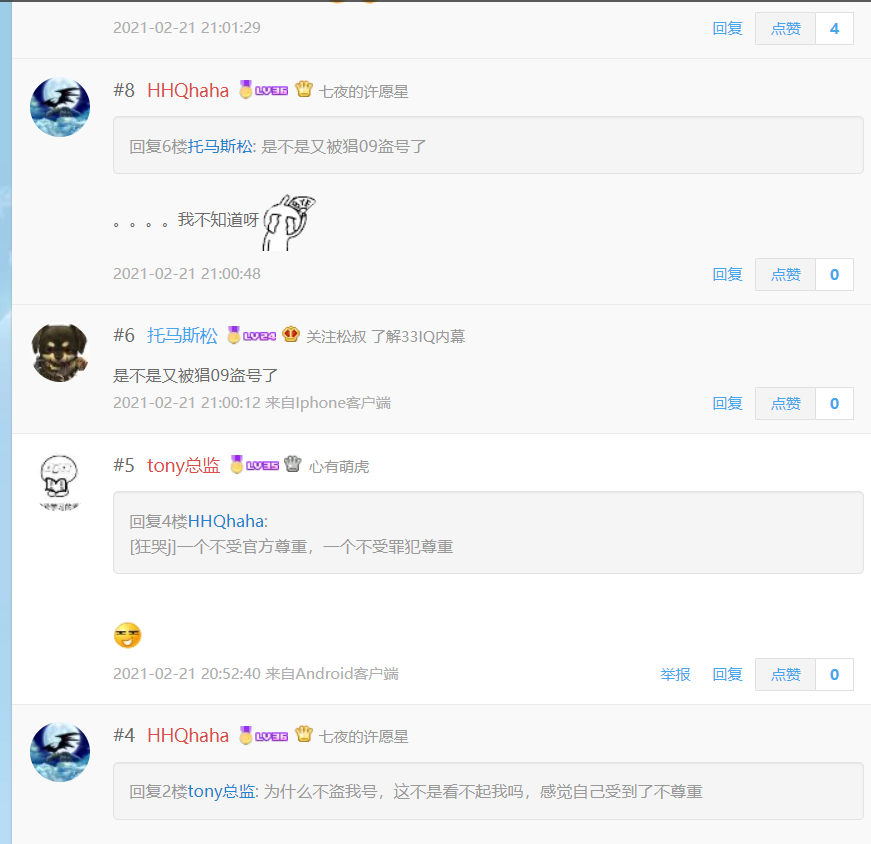 2021-02-21 21:01:29 回复 点赞 4
#8 HHQhaha LV35 七夜的许愿星
回复6楼托马斯松: 是不是又被猖09盗号了
。。。。我不知道呀
2021-02-21 21:00:48 回复 点赞 0
#6 托马斯松 LV24 关注松叔 了解33IQ内幕
是不是又被猖09盗号了
2021-02-21 21:00:12 来自Iphone客户端 回复 点赞 0
#5 tony总监 LV35 心有萌虎
回复4楼HHQhaha:
[狂哭j]一个不受官方尊重，一个不受罪犯尊重
2021-02-21 20:52:40 来自Android客户端 举报 回复 点赞 0
#4 HHQhaha LV35 七夜的许愿星
回复2楼tony总监: 为什么不盗我号，这不是看不起我吗，感觉自己受到了不尊重